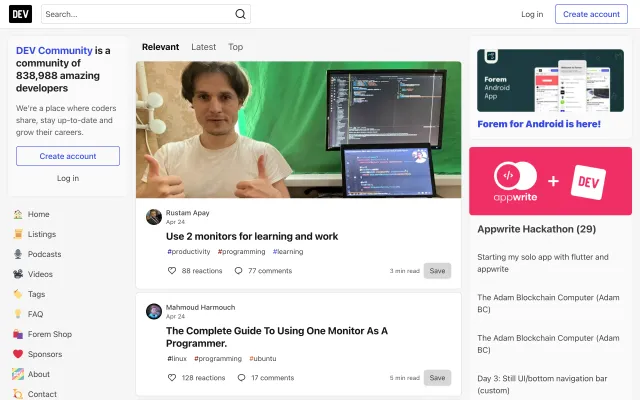 DEV
Search...
Log in
Create account
DEV Community is a
community of
838,988 amazing
developers
We're a place where coders
share, stay up-to-date and
grow their careers.
Create account
Log in
Home
Listings
Podcasts
Videos
Tags
FAQ
Forem Shop
Sponsors
About
Contact
Relevant
Latest
Top
Rustam Apay
Apr 24
Use 2 monitors for learning and work
#productivity #programming #learning
88 reactions
77 comments
3 min read
Save
Mahmoud Harmouch
Apr 24
The Complete Guide To Using One Monitor As A
Programmer.
#linux #programming #ubuntu
128 reactions
17 comments
5 min read
Save
Forem
Android
App
Forem for Android is here!
appwrite
+
DEV
Appwrite Hackathon (29)
Starting my solo app with flutter and
appwrite
The Adam Blockchain Computer (Adam
BC)
The Adam Blockchain Computer (Adam
BC)
Day 3: Still UI/bottom navigation bar
(custom)